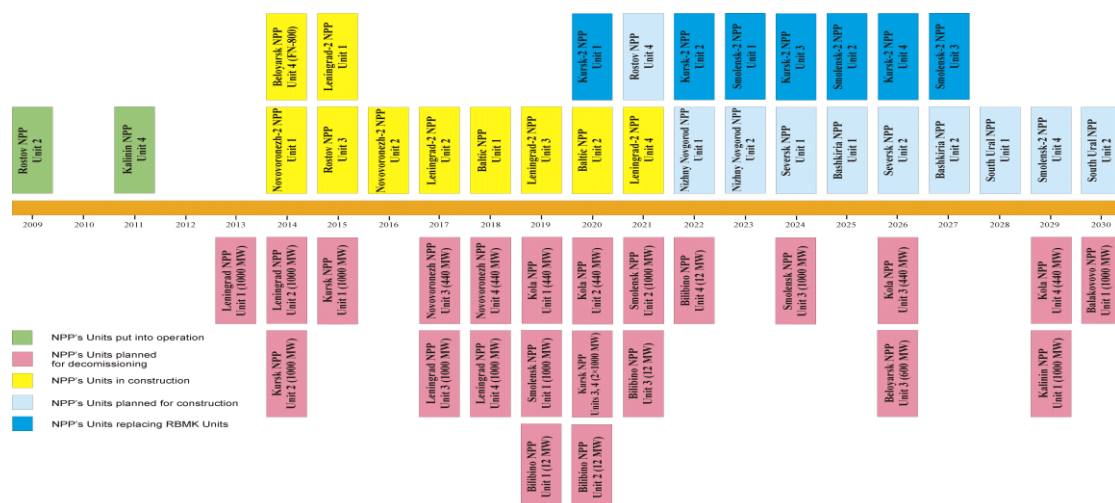 Beloyarsk NPP
Unit 4 (FN-800)
Leningrad-2 NPP
Unit 1
Kursk-2 NPP
Unit 1
Rostov NPP
Unit 4
Kursk-2 NPP
Unit 2
Smolensk-2 NPP
Unit 1
Kursk-2 NPP
Unit 3
Smolensk-2 NPP
Unit 2
Kursk-2 NPP
Unit 4
Smolensk-2 NPP
Unit 3
Rostov NPP
Unit 2
Kalinin NPP
Unit 4
Novovoronezh-2 NPP
Unit 1
Rostov NPP
Unit 3
Novovoronezh-2 NPP
Unit 2
Leningrad-2 NPP
Unit 2
Baltic NPP
Unit 1
Leningrad-2 NPP
Unit 3
Baltic NPP
Unit 2
Leningrad-2 NPP
Unit 4
Nizhny Novgorod NPP
Unit 1
Nizhny Novgorod NPP
Unit 2
Seversk NPP
Unit 1
Bashkiria NPP
Unit 1
Seversk NPP
Unit 2
Bashkiria NPP
Unit 2
South Ural NPP
Unit 1
Smolensk-2 NPP
Unit 4
South Ural NPP
Unit 2
2009 2010 2011 2012 2013 2014 2015 2016 2017 2018 2019 2020 2021 2022 2023 2024 2025 2026 2027 2028 2029 2030
Leningrad NPP
Unit 1 (1000 MW)
Leningrad NPP
Unit 2 (1000 MW)
Kursk NPP
Unit 1 (1000 MW)
Novovoronezh NPP
Unit 3 (440 MW)
Novovoronezh NPP
Unit 4 (440 MW)
Kola NPP
Unit 1 (440 MW)
Kola NPP
Unit 2 (440 MW)
Smolensk NPP
Unit 2 (1000 MW)
Bilibino NPP
Unit 4 (12 MW)
Smolensk NPP
Unit 3 (1000 MW)
Kola NPP
Unit 3 (440 MW)
Kola NPP
Unit 4 (440 MW)
Balakovovo NPP
Unit 1 (1000 MW)
Kursk NPP
Unit 2 (1000 MW)
Leningrad NPP
Unit 3 (1000 MW)
Leningrad NPP
Unit 4 (1000 MW)
Smolensk NPP
Unit 1 (1000 MW)
Kursk NPP
Units 3, 4 (2×1000 MW)
Bilibino NPP
Unit 3 (12 MW)
Beloyarsk NPP
Unit 3 (600 MW)
Kalinin NPP
Unit 1 (1000 MW)
Bilibino NPP
Unit 1 (12 MW)
Bilibino NPP
Unit 2 (12 MW)
NPP's Units put into operation
NPP's Units planned
for decomissioning
NPP's Units in construction
NPP's Units planned for construction
NPP's Units replacing RBMK Units